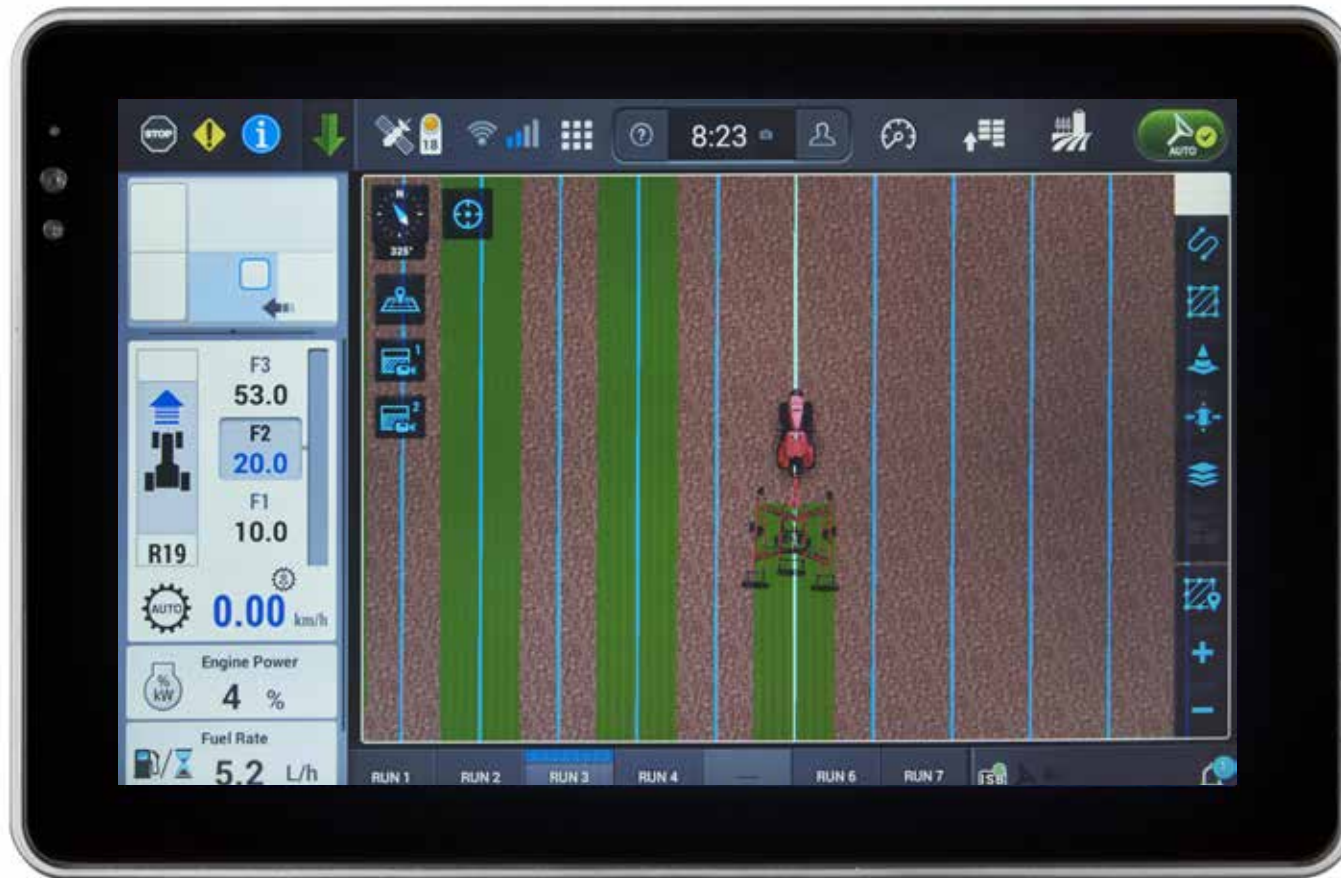 STOP
18
8:23
AUTO
N
325°
1
2
F3
53.0
F2
20.0
F1
10.0
R19
AUTO
0.00 km/h
Engine Power
%
kW
4 %
Fuel Rate
5.2 L/h
RUN 1 RUN 2 RUN 3 RUN 4 RUN 6 RUN 7